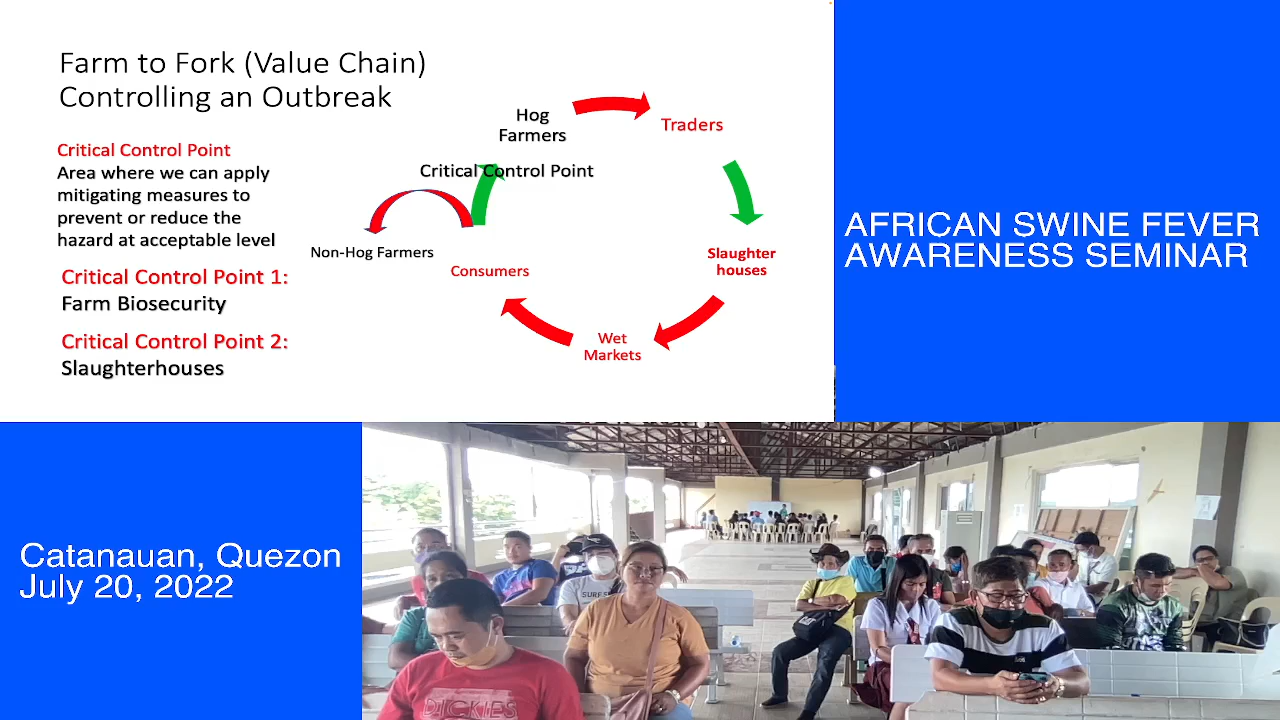 Farm to Fork (Value Chain)
Controlling an Outbreak
Critical Control Point
Area where we can apply
mitigating measures to
prevent or reduce the
hazard at acceptable level
Critical Control Point 1:
Farm Biosecurity
Critical Control Point 2:
Slaughterhouses
Hog
Farmers
Traders
Critical Control Point
Non-Hog Farmers
Consumers
Slaughter
houses
Wet
Markets
AFRICAN SWINE FEVER
AWARENESS SEMINAR
Catanauan, Quezon
July 20, 2022
DICKIES